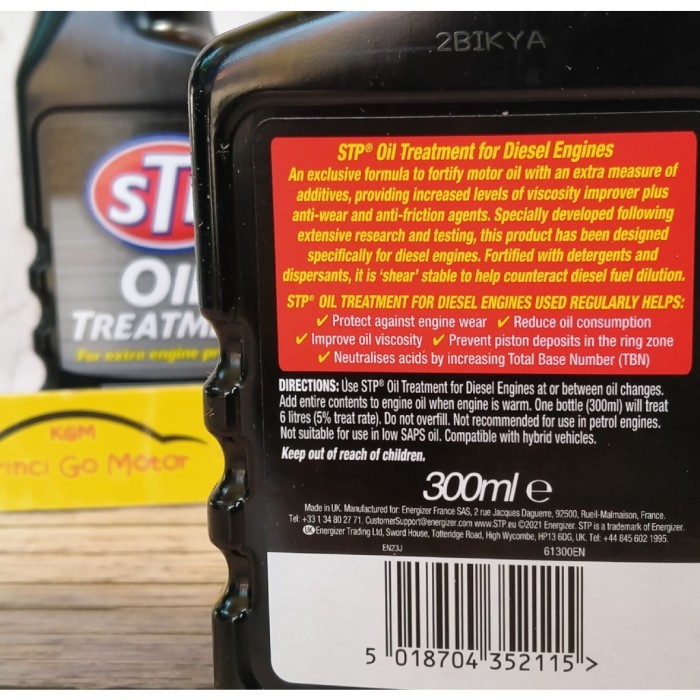 2BIKYA
STP® Oil Treatment for Diesel Engines
An exclusive formula to fortify motor oil with an extra measure of
additives, providing increased levels of viscosity improver plus
anti-wear and anti-friction agents. Specially developed following
extensive research and testing, this product has been designed
specifically for diesel engines. Fortified with detergents and
dispersants, it is 'shear' stable to help counteract diesel fuel dilution.
STP® OIL TREATMENT FOR DIESEL ENGINES USED REGULARLY HELPS:
✓ Protect against engine wear ✓ Reduce oil consumption
✓ Improve oil viscosity ✓ Prevent piston deposits in the ring zone
✓ Neutralises acids by increasing Total Base Number (TBN)
DIRECTIONS: Use STP® Oil Treatment for Diesel Engines at or between oil changes.
Add entire contents to engine oil when engine is warm. One bottle (300ml) will treat
6 litres (5% treat rate). Do not overfill. Not recommended for use in petrol engines.
Not suitable for use in low SAPS oil. Compatible with hybrid vehicles.
Keep out of reach of children.
300ml e
Made in UK. Manufactured for: Energizer France SAS, 2 rue Jacques Daguerre, 92500, Rueil-Malmaison, France.
Tel: +33 1 34 80 27 71. CustomerSupport@energizer.com www.STP.eu ©2021 Energizer. STP is a trademark of Energizer.
UK Energizer Trading Ltd, Sword House, Totteridge Road, High Wycombe, HP13 6DG, UK. Tel: +44 845 602 1995.
EN23J 61300EN
5 018704 352115 >
ST
OI
TREATM
For extra engine pr
KGM
rinci Go Motor